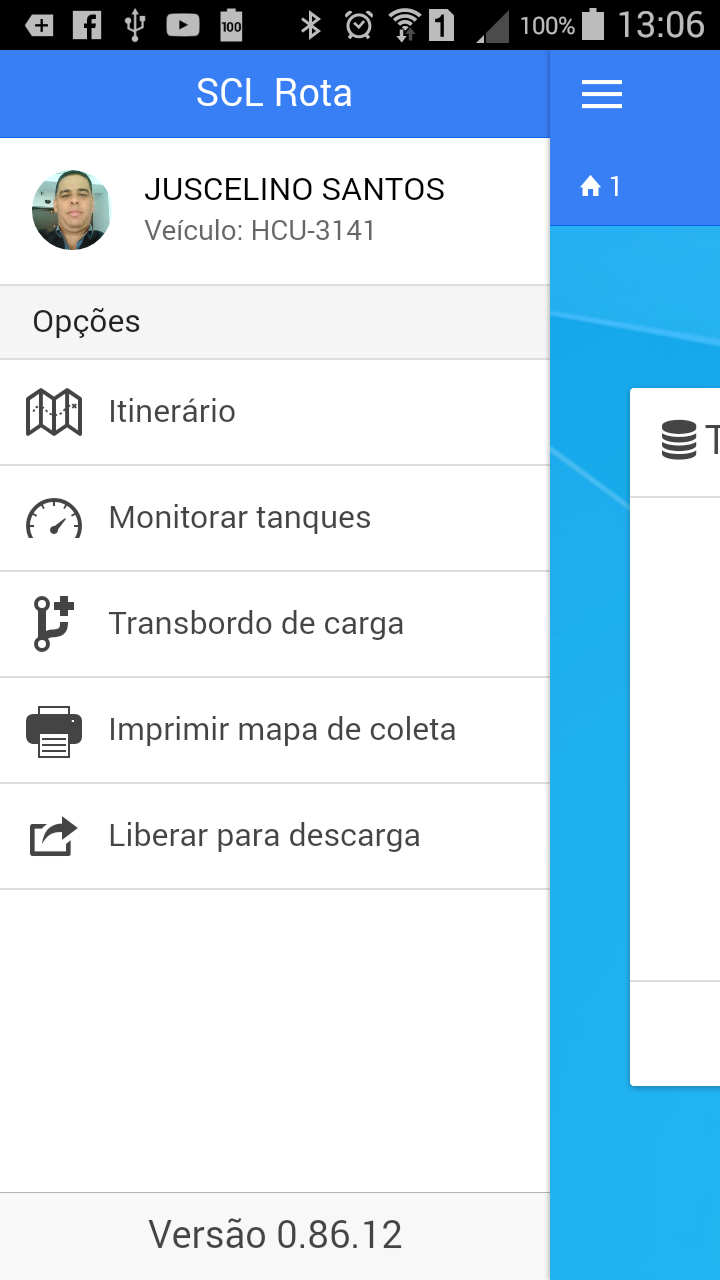 100
1
100%
13:06
SCL Rota
JUSCELINO SANTOS
Veículo: HCU-3141
1
Opções
Itinerário
T
Monitorar tanques
Transbordo de carga
Imprimir mapa de coleta
Liberar para descarga
Versão 0.86.12